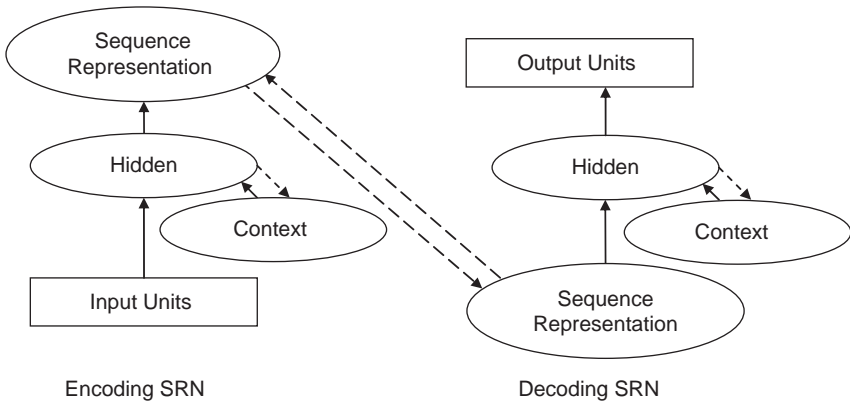 Sequence
Representation
Hidden
Context
Input Units
Encoding SRN
Output Units
Hidden
Context
Sequence
Representation
Decoding SRN